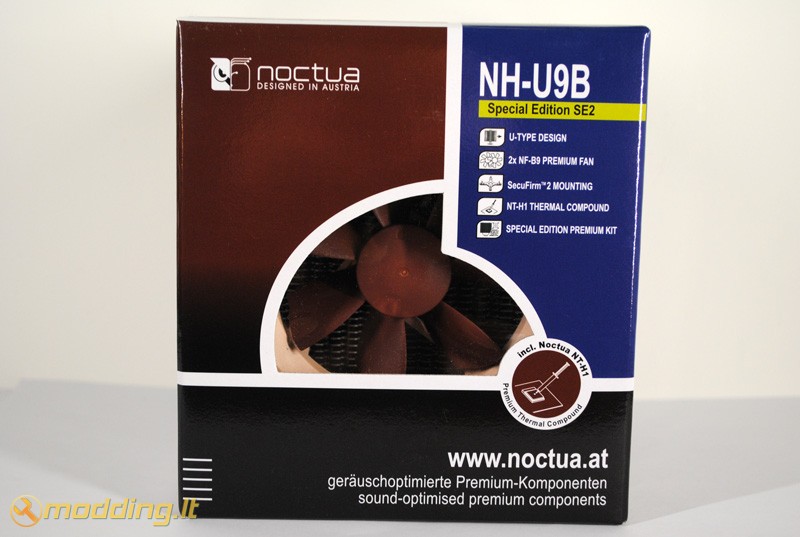 noctua
DESIGNED IN AUSTRIA
NH-U9B
Special Edition SE2
U-TYPE DESIGN
2x NF-B9 PREMIUM FAN
SecuFirm™2 MOUNTING
NT-H1 THERMAL COMPOUND
SPECIAL EDITION PREMIUM KIT
incl. Noctua NT-H1
Premium Thermal Compound
www.noctua.at
geräuschoptimierte Premium-Komponenten
sound-optimised premium components
modding.lt